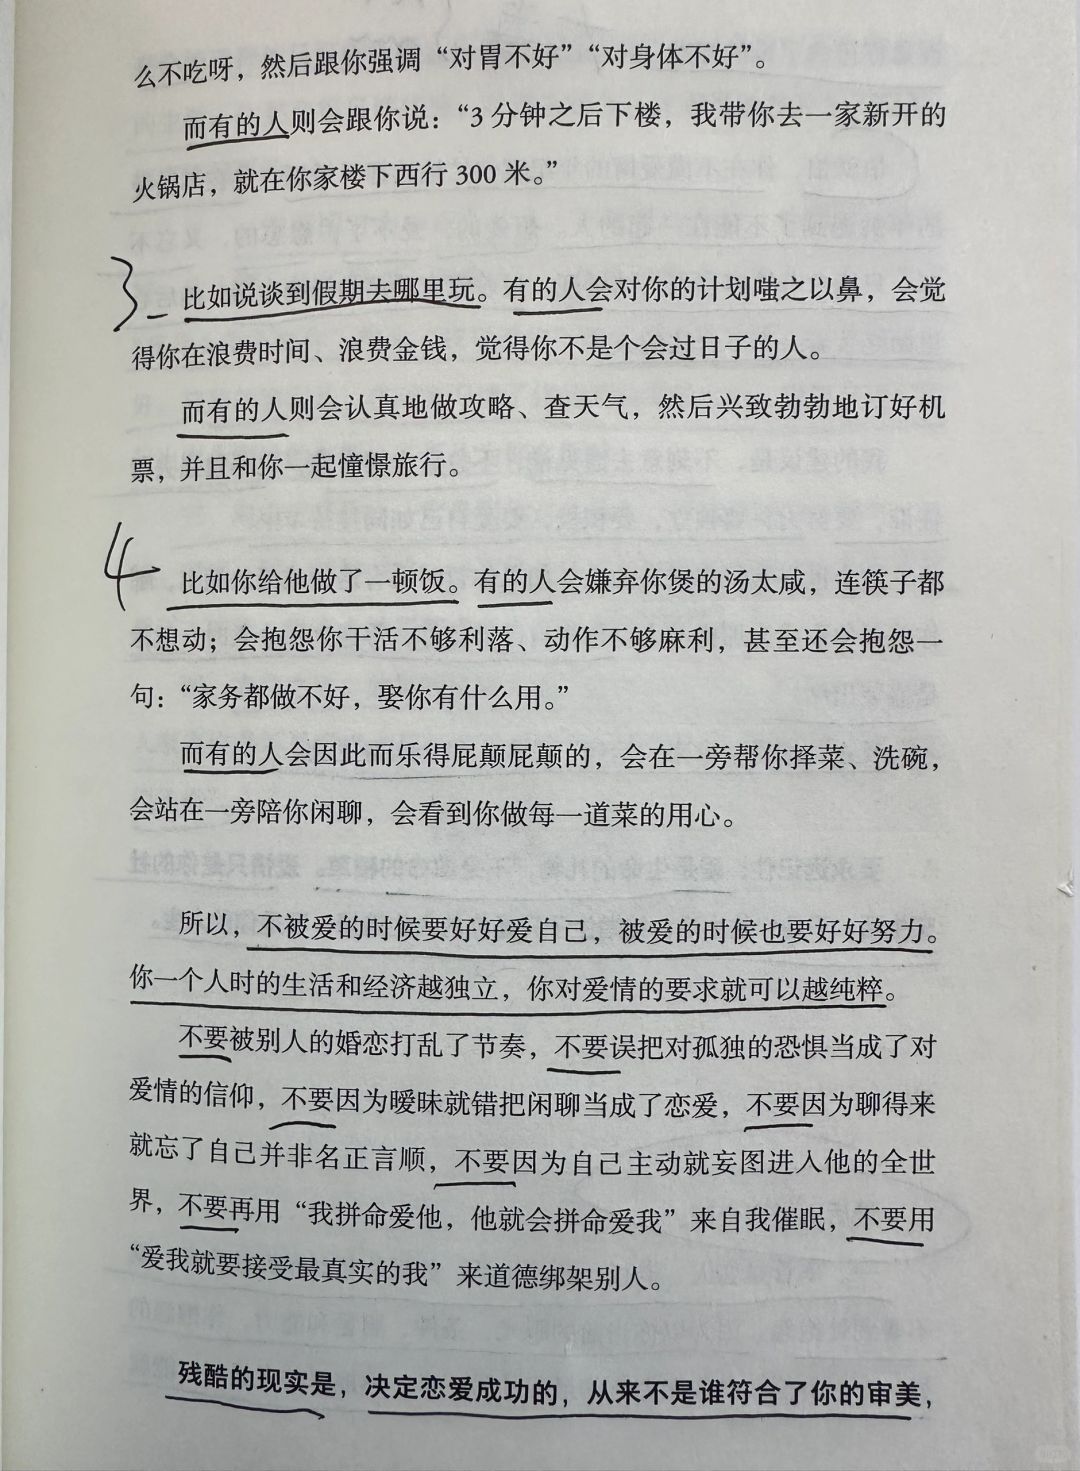 么不吃呀，然后跟你强调“对胃不好”“对身体不好”。
而有的人则会跟你说：“3 分钟之后下楼，我带你去一家新开的
火锅店，就在你家楼下西行 300 米。”
3
比如说谈到假期去哪里玩。有的人会对你的计划嗤之以鼻，会觉
得你在浪费时间、浪费金钱，觉得你不是个会过日子的人。
而有的人则会认真地做攻略、查天气，然后兴致勃勃地订好机
票，并且和你一起憧憬旅行。
4
比如你给他做了一顿饭。有的人会嫌弃你煲的汤太咸，连筷子都
不想动；会抱怨你干活不够利落、动作不够麻利，甚至还会抱怨一
句：“家务都做不好，娶你有什么用。”
而有的人会因此而乐得屁颠屁颠的，会在一旁帮你择菜、洗碗，
会站在一旁陪你闲聊，会看到你做每一道菜的用心。
所以，不被爱的时候要好好爱自己，被爱的时候也要好好努力。
你一个人时的生活和经济越独立，你对爱情的要求就可以越纯粹。
不要被别人的婚恋打乱了节奏，不要误把对孤独的恐惧当成了对
爱情的信仰，不要因为暧昧就错把闲聊当成了恋爱，不要因为聊得来
就忘了自己并非名正言顺，不要因为自己主动就妄图进入他的全世
界，不要再用“我拼命爱他，他就会拼命爱我”来自我催眠，不要用
“爱我就要接受最真实的我”来道德绑架别人。
残酷的现实是，决定恋爱成功的，从来不是谁符合了你的审美，